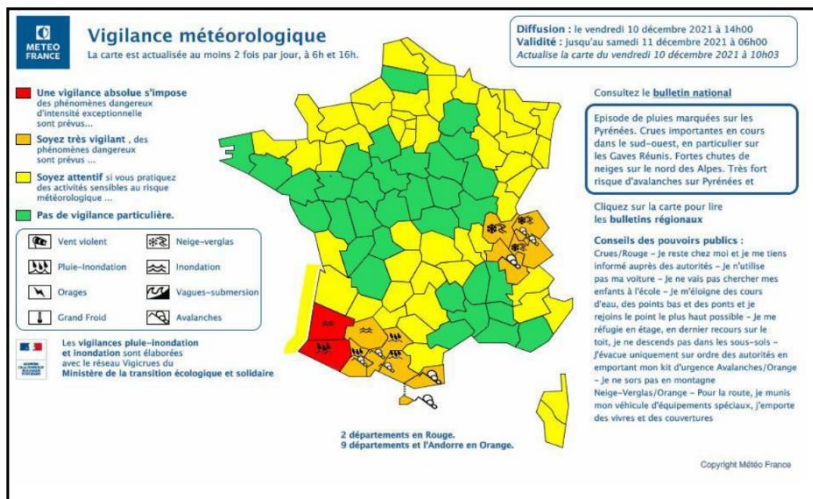 METEO
FRANCE
Vigilance météorologique
La carte est actualisée au moins 2 fois par jour, à 6h et 16h.
Diffusion : le vendredi 10 décembre 2021 à 14h00
Validité : jusqu'au samedi 11 décembre 2021 à 06h00
Actualise la carte du vendredi 10 décembre 2021 à 10h03
Une vigilance absolue s'impose
des phénomènes dangereux
d'intensité exceptionnelle
sont prévus...
Soyez très vigilant, des
phénomènes dangereux
sont prévus ...
Soyez attentif si vous pratiquez
des activités sensibles au risque
météorologique ...
Pas de vigilance particulière.
Vent violent
Neige-verglas
Pluie-Inondation
Inondation
Orages
Vagues-submersion
Grand Froid
Avalanches
Les vigilances pluie-inondation
et inondation sont élaborées
avec le réseau Vigicrues du
Ministère de la transition écologique et solidaire
2 départements en Rouge.
9 départements et l'Andorre en Orange.
Consultez le bulletin national
Episode de pluies marquées sur les
Pyrénées. Crues importantes en cours
dans le sud-ouest, en particulier sur
les Gaves Réunis. Fortes chutes de
neiges sur le nord des Alpes. Très fort
risque d'avalanches sur Pyrénées et
Cliquez sur la carte pour lire
les bulletins régionaux
Conseils des pouvoirs publics :
Crues/Rouge - Je reste chez moi et je me tiens
informé auprès des autorités - Je n'utilise
pas ma voiture - Je ne vais pas chercher mes
enfants à l'école - Je m'éloigne des cours
d'eau, des points bas et des ponts et je
rejoins le point le plus haut possible - Je me
réfugie en étage, en dernier recours sur le
toit, je ne descends pas dans les sous-sols -
J'évacue uniquement sur ordre des autorités en
emportant mon kit d'urgence Avalanches/Orange
- Je ne sors pas en montagne
Neige-Verglas/Orange - Pour la route, je munis
mon véhicule d'équipements spéciaux, j'emporte
des vivres et des couvertures
Copyright Météo France